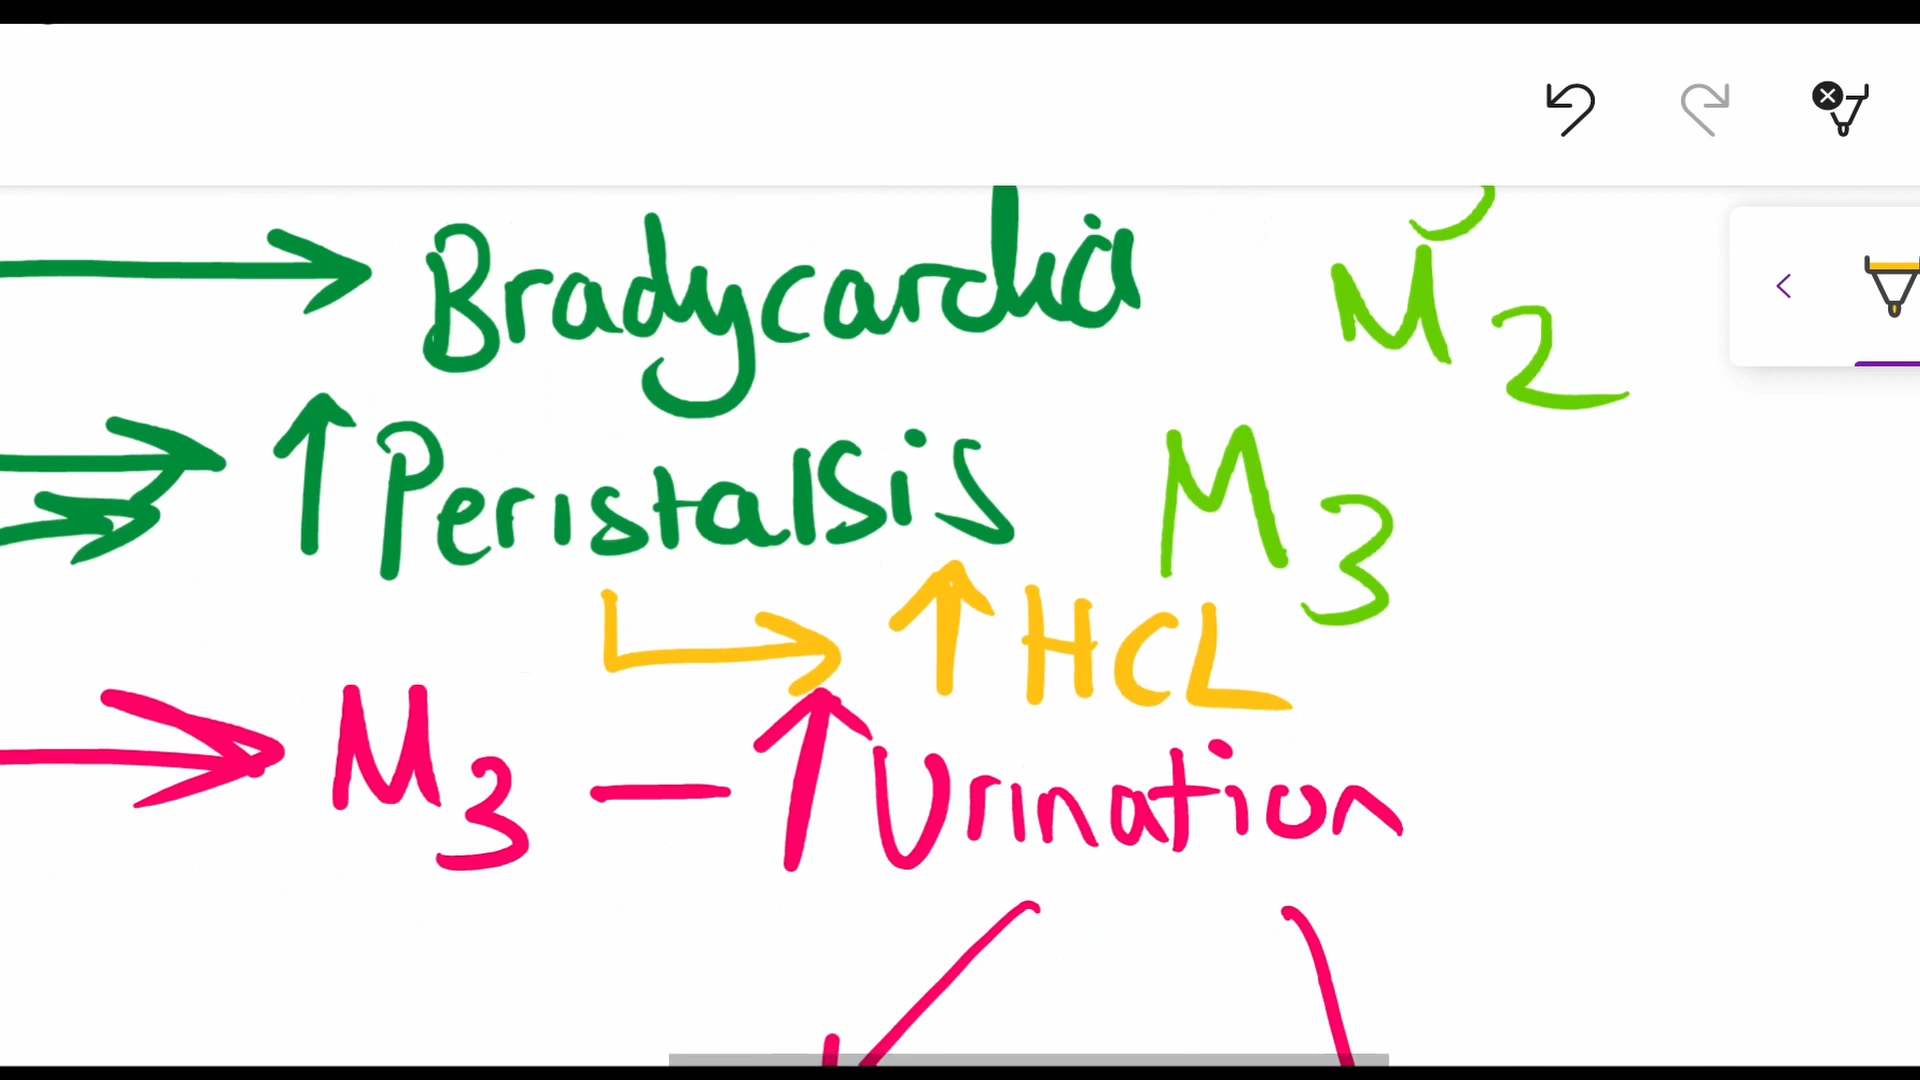 → Bradycardia M2
→ ↑ Peristalsis M3
→ ↑ HCL
→ M3 – ↑ Urination